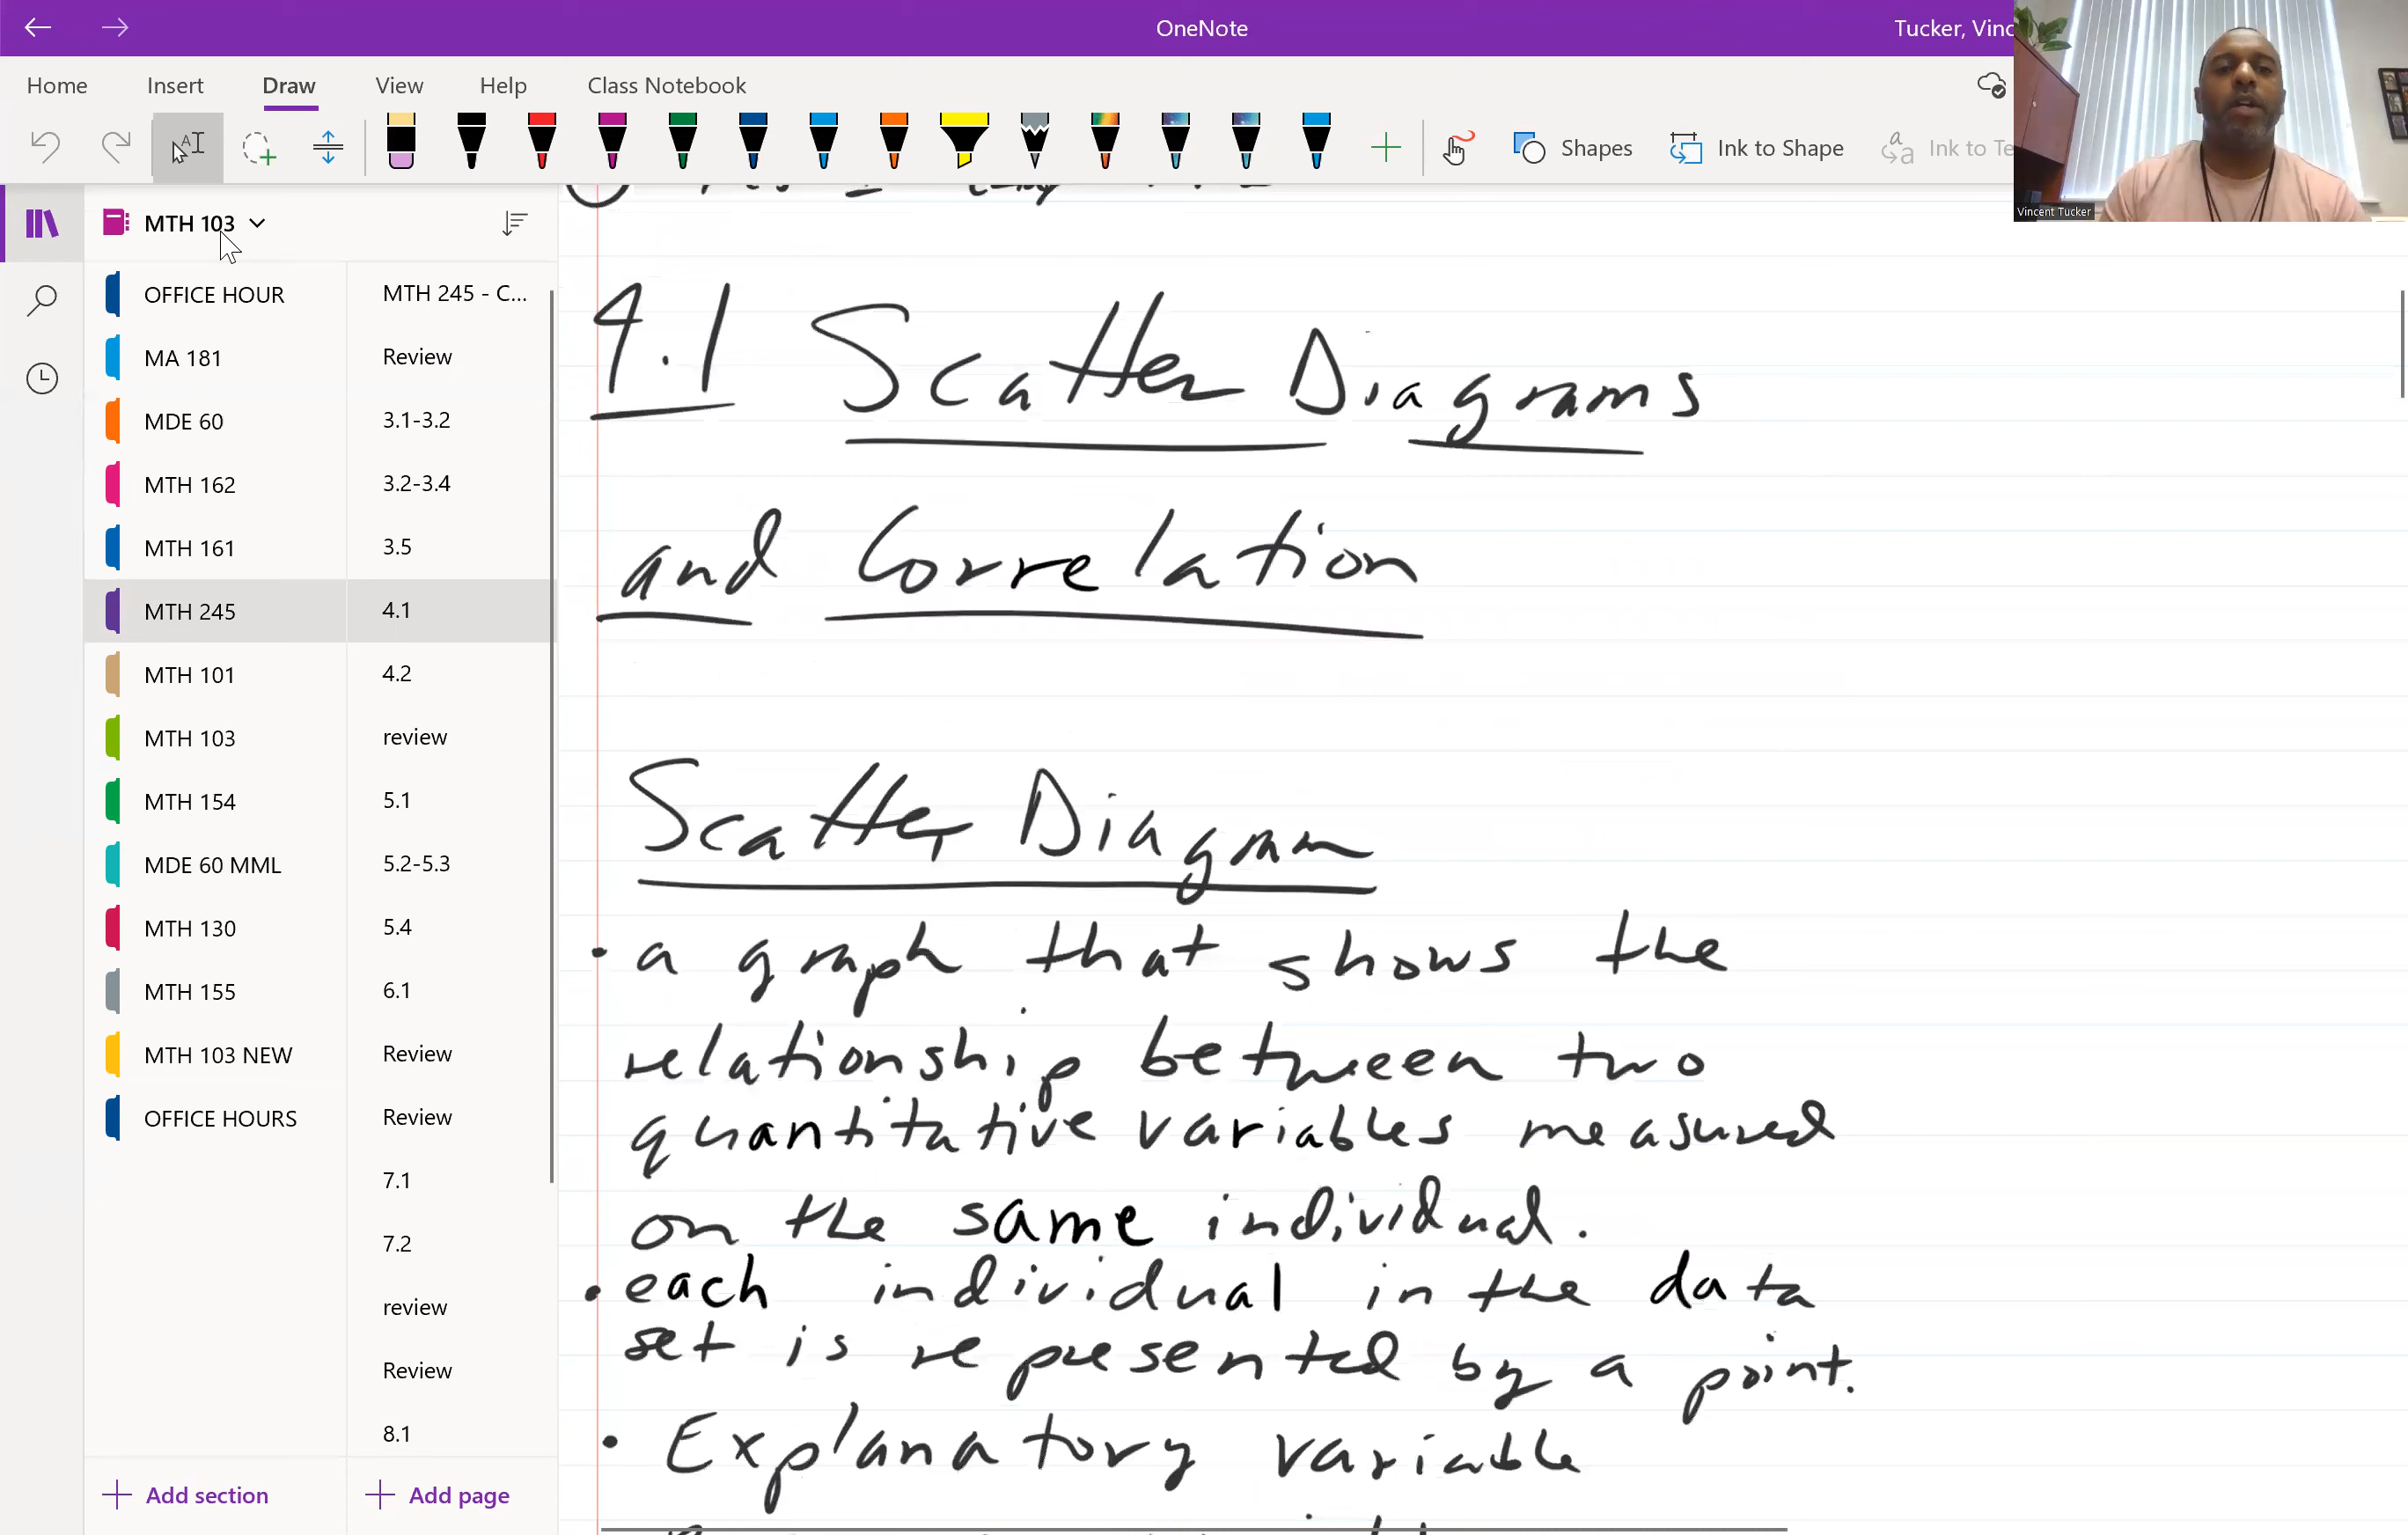 OneNote
Tucker, Vinc
Home Insert Draw View Help Class Notebook
Shapes Ink to Shape Ink to Te
Vincent Tucker
MTH 103
OFFICE HOUR
MA 181
MDE 60
MTH 162
MTH 161
MTH 245
MTH 101
MTH 103
MTH 154
MDE 60 MML
MTH 130
MTH 155
MTH 103 NEW
OFFICE HOURS
Add section
MTH 245 - C...
Review
3.1-3.2
3.2-3.4
3.5
4.1
4.2
review
5.1
5.2-5.3
5.4
6.1
Review
Review
7.1
7.2
review
Review
8.1
Add page
4.1 Scatter Diagrams
and Correlation
Scatter Diagram
• a graph that shows the
relationship between two
quantitative variables measured
on the same individual.
• each individual in the data
set is represented by a point.
• Explanatory variable